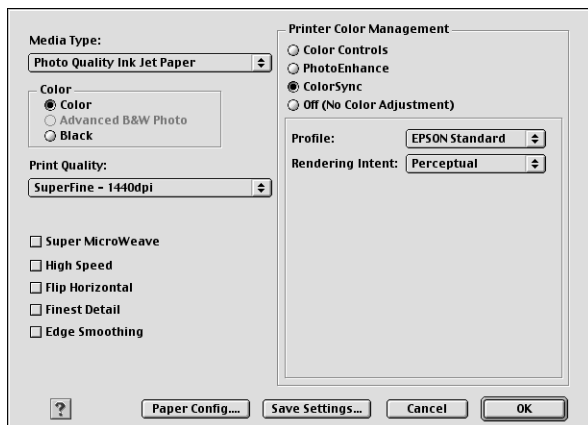 Media Type:
Photo Quality Ink Jet Paper
Color
Color
Advanced B&W Photo
Black
Print Quality:
SuperFine - 1440dpi
Super MicroWeave
High Speed
Flip Horizontal
Finest Detail
Edge Smoothing
Printer Color Management
Color Controls
PhotoEnhance
ColorSync
Off (No Color Adjustment)
Profile: EPSON Standard
Rendering Intent: Perceptual
? Paper Config.... Save Settings... Cancel OK